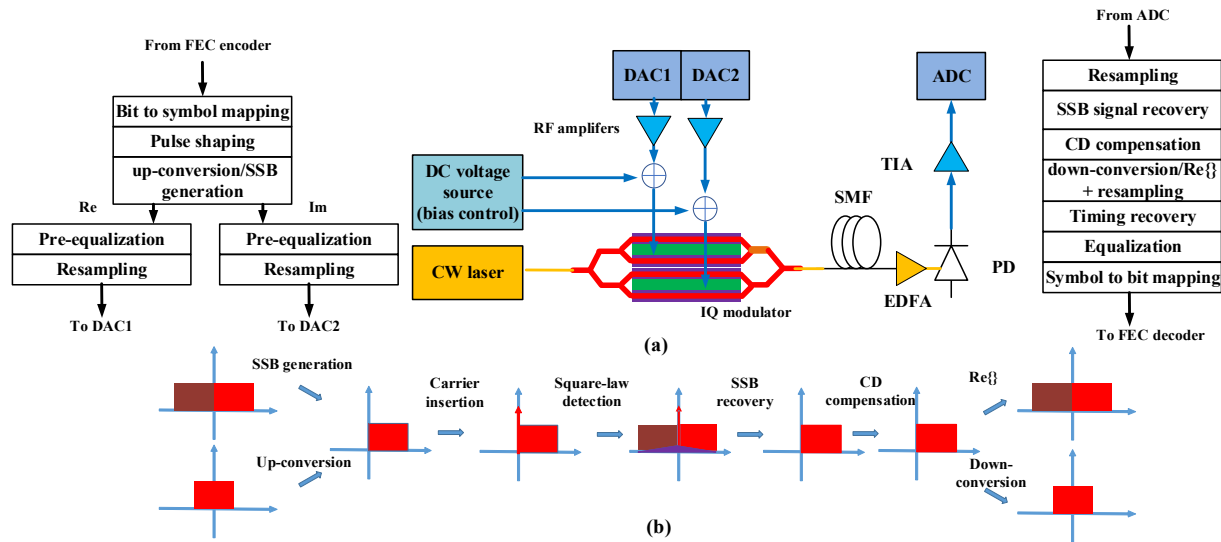 From FEC encoder
Bit to symbol mapping
Pulse shaping
up-conversion/SSB
generation
Re
Im
Pre-equalization
Resampling
To DAC1
Pre-equalization
Resampling
To DAC2
DAC1
DAC2
RF amplifers
DC voltage
source
(bias control)
CW laser
IQ modulator
SMF
EDFA
PD
TIA
ADC
From ADC
Resampling
SSB signal recovery
CD compensation
down-conversion/Re{}
+ resampling
Timing recovery
Equalization
Symbol to bit mapping
To FEC decoder
(a)
SSB generation
Up-conversion
Carrier
insertion
Square-law
detection
SSB
recovery
CD
compensation
Re{}
Down-
conversion
(b)